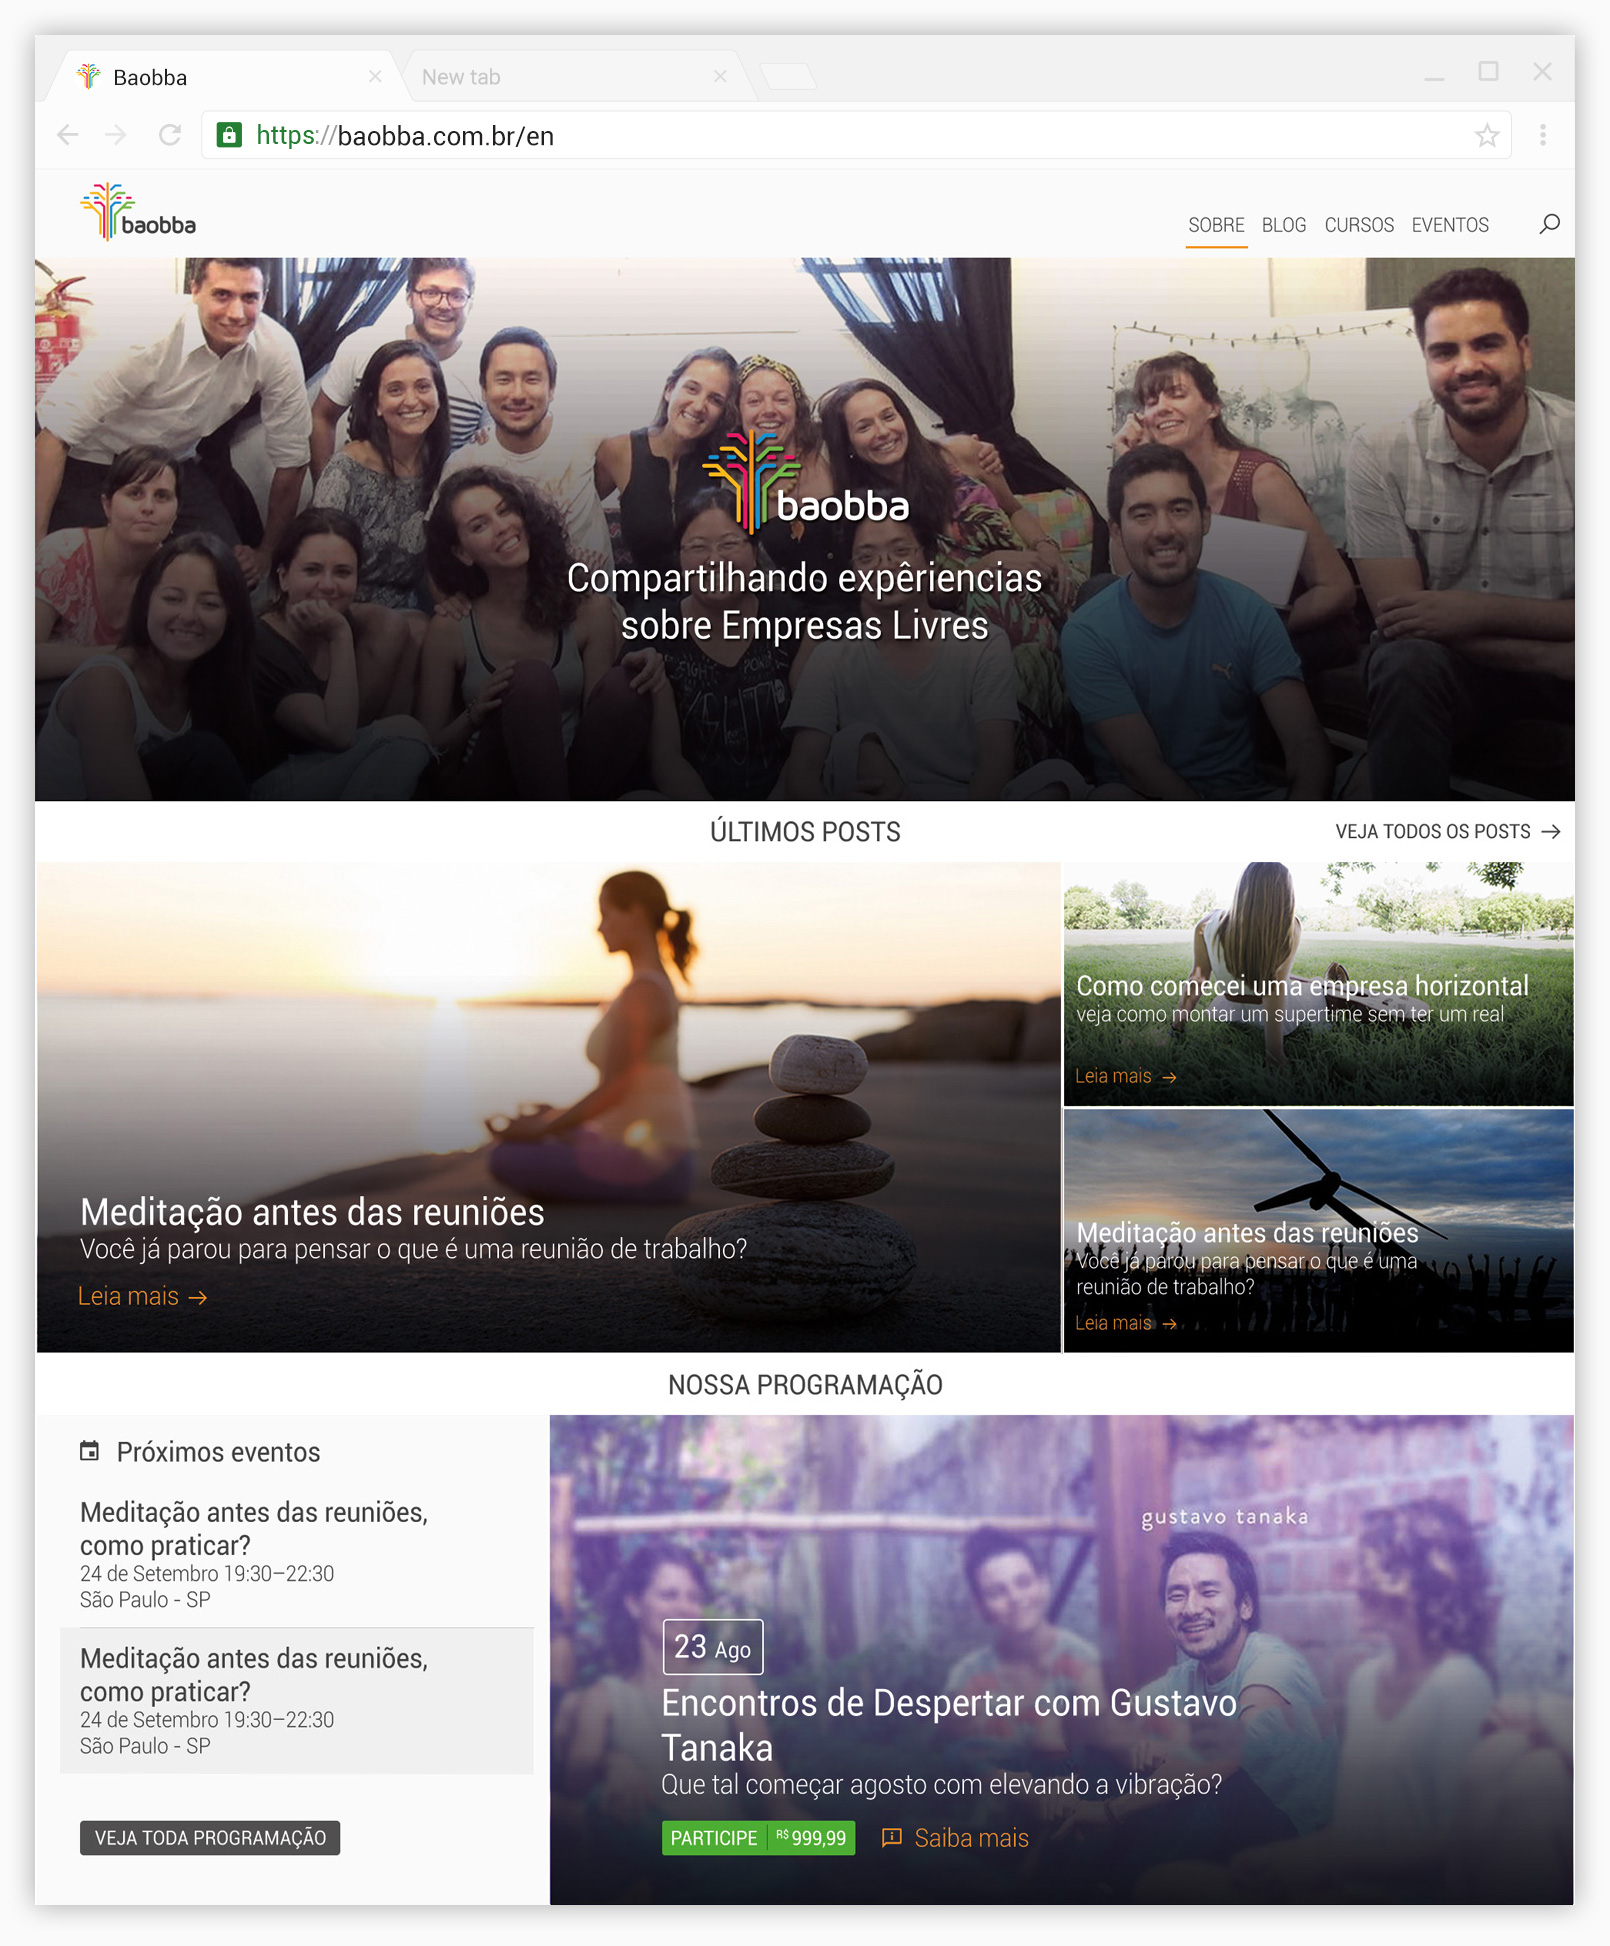 Baobba
New tab
https://baobba.com.br/en
baobba
SOBRE BLOG CURSOS EVENTOS
baobba
Compartilhando expêriencias
sobre Empresas Livres
ÚLTIMOS POSTS
VEJA TODOS OS POSTS →
Como comecei uma empresa horizontal
veja como montar um supertime sem ter um real
Leia mais →
Meditação antes das reuniões
Você já parou para pensar o que é uma reunião de trabalho?
Leia mais →
Meditação antes das reuniões
Você já parou para pensar o que é uma
reunião de trabalho?
Leia mais →
NOSSA PROGRAMAÇÃO
Próximos eventos
Meditação antes das reuniões,
como praticar?
24 de Setembro 19:30–22:30
São Paulo - SP
Meditação antes das reuniões,
como praticar?
24 de Setembro 19:30–22:30
São Paulo - SP
VEJA TODA PROGRAMAÇÃO
gustavo tanaka
23 Ago
Encontros de Despertar com Gustavo
Tanaka
Que tal começar agosto com elevando a vibração?
PARTICIPE R$ 999,99
Saiba mais